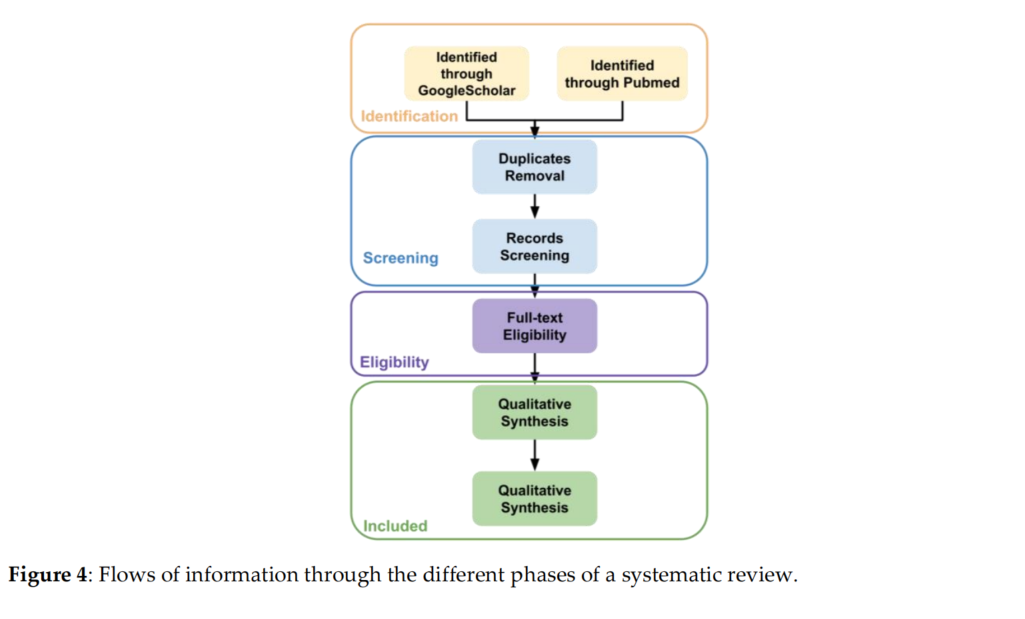 Identified
through
GoogleScholar
Identified
through Pubmed
Identification
Duplicates
Removal
Records
Screening
Screening
Full-text
Eligibility
Eligibility
Qualitative
Synthesis
Qualitative
Synthesis
Included
Figure 4: Flows of information through the different phases of a systematic review.